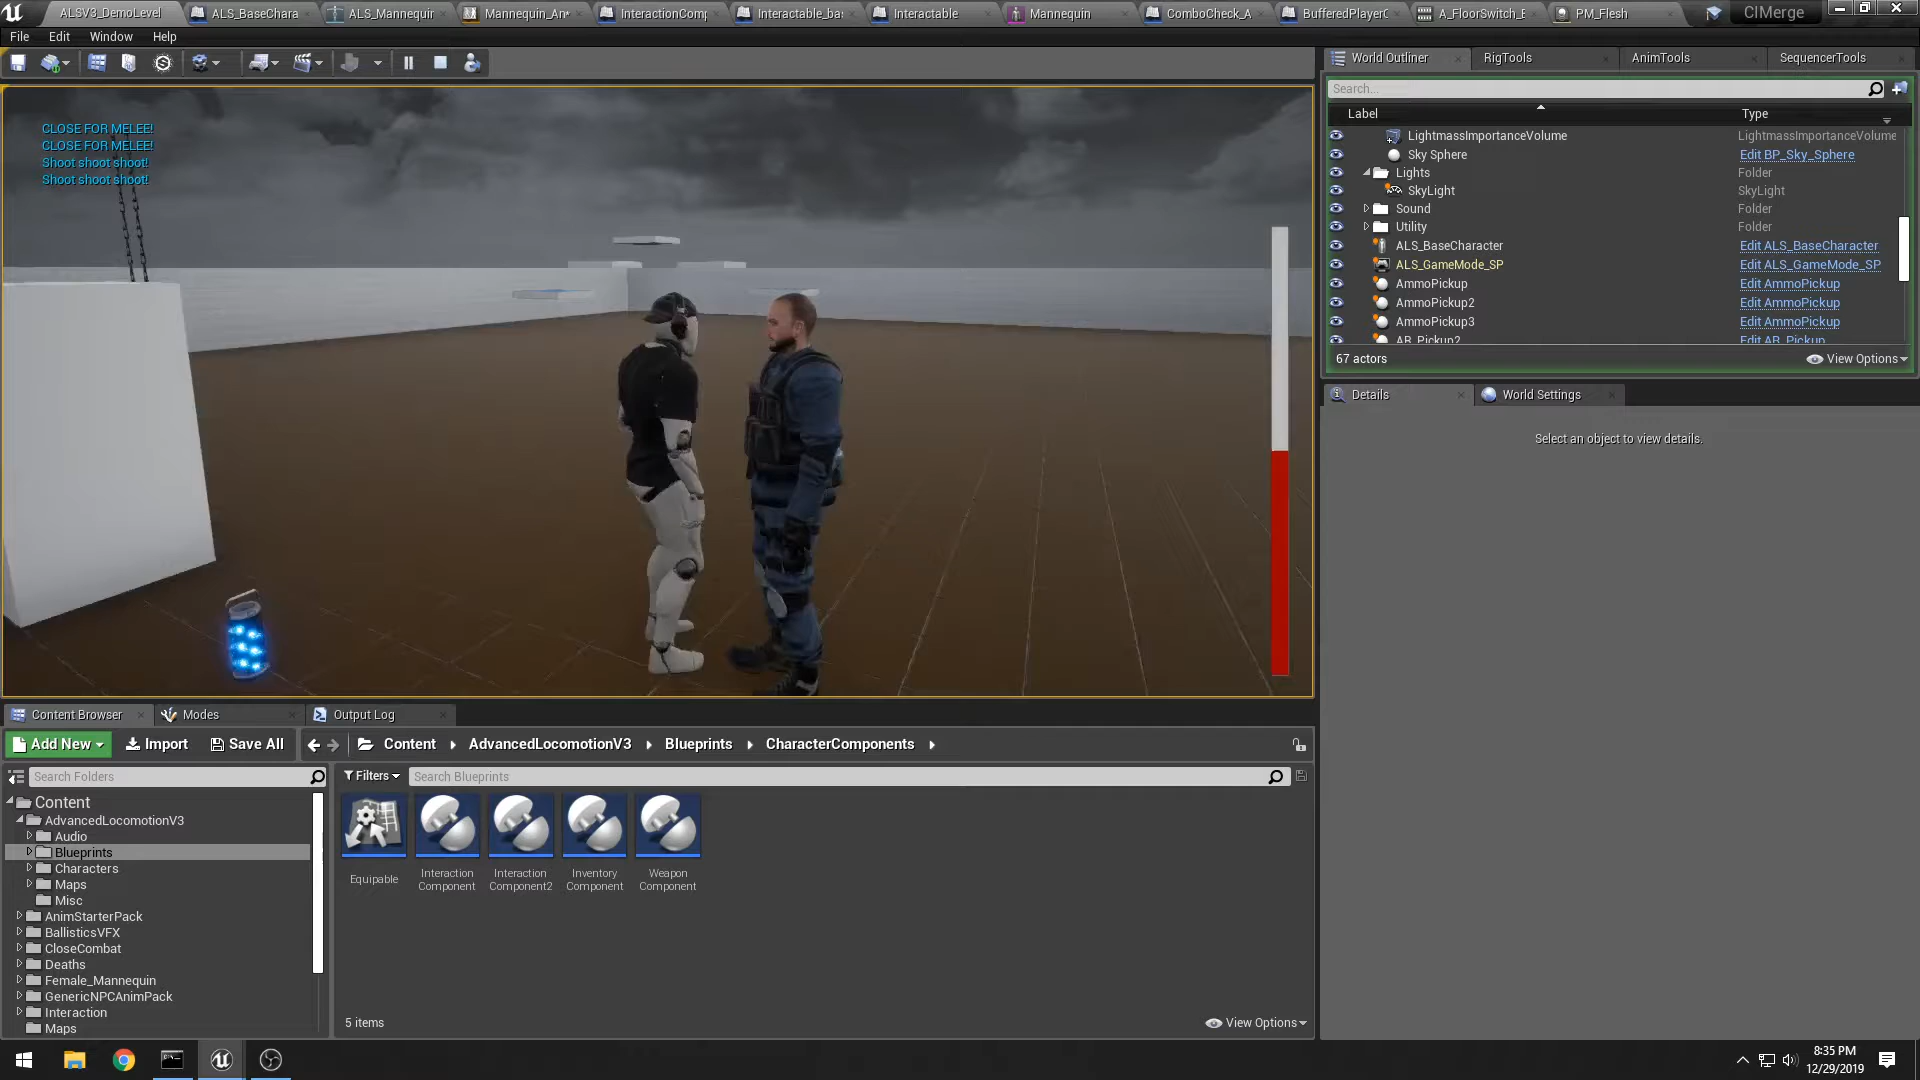 ALSV3_DemoLevel
ALS_BaseChara
ALS_Mannequin
Mannequin_An*
InteractionComp
Interactable_bas
Interactable
Mannequin
ComboCheck_A
BufferedPlayerC
A_FloorSwitch_B
PM_Flesh
CIMerge
File Edit Window Help
World Outliner
RigTools
AnimTools
SequencerTools
Search...
Label Type
LightmassImportanceVolume LightmassImportanceVolume
Sky Sphere Edit BP_Sky_Sphere
Lights Folder
SkyLight SkyLight
Sound Folder
Utility Folder
ALS_BaseCharacter Edit ALS_BaseCharacter
ALS_GameMode_SP Edit ALS_GameMode_SP
AmmoPickup Edit AmmoPickup
AmmoPickup2 Edit AmmoPickup
AmmoPickup3 Edit AmmoPickup
AR_Pickup2 Edit AR_Pickup
67 actors View Options
CLOSE FOR MELEE!
CLOSE FOR MELEE!
Shoot shoot shoot!
Shoot shoot shoot!
Details
World Settings
Select an object to view details.
Content Browser
Modes
Output Log
Add New Import Save All Content AdvancedLocomotionV3 Blueprints CharacterComponents
Search Folders
Filters Search Blueprints
Content
AdvancedLocomotionV3
Audio
Blueprints
Characters
Maps
Misc
AnimStarterPack
BallisticsVFX
CloseCombat
Deaths
Female_Mannequin
GenericNPCAnimPack
Interaction
Maps
Equipable
Interaction
Component
Interaction
Component2
Inventory
Component
Weapon
Component
5 items View Options
8:35 PM
12/29/2019